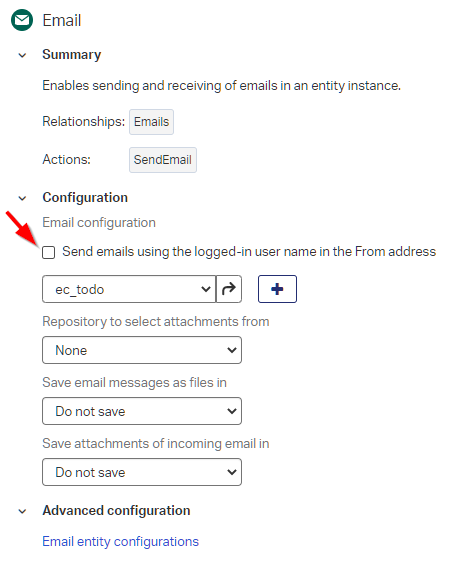 Email
Summary
Enables sending and receiving of emails in an entity instance.
Relationships: Emails
Actions: SendEmail
Configuration
Email configuration
Send emails using the logged-in user name in the From address
ec_todo
Repository to select attachments from
None
Save email messages as files in
Do not save
Save attachments of incoming email in
Do not save
Advanced configuration
Email entity configurations